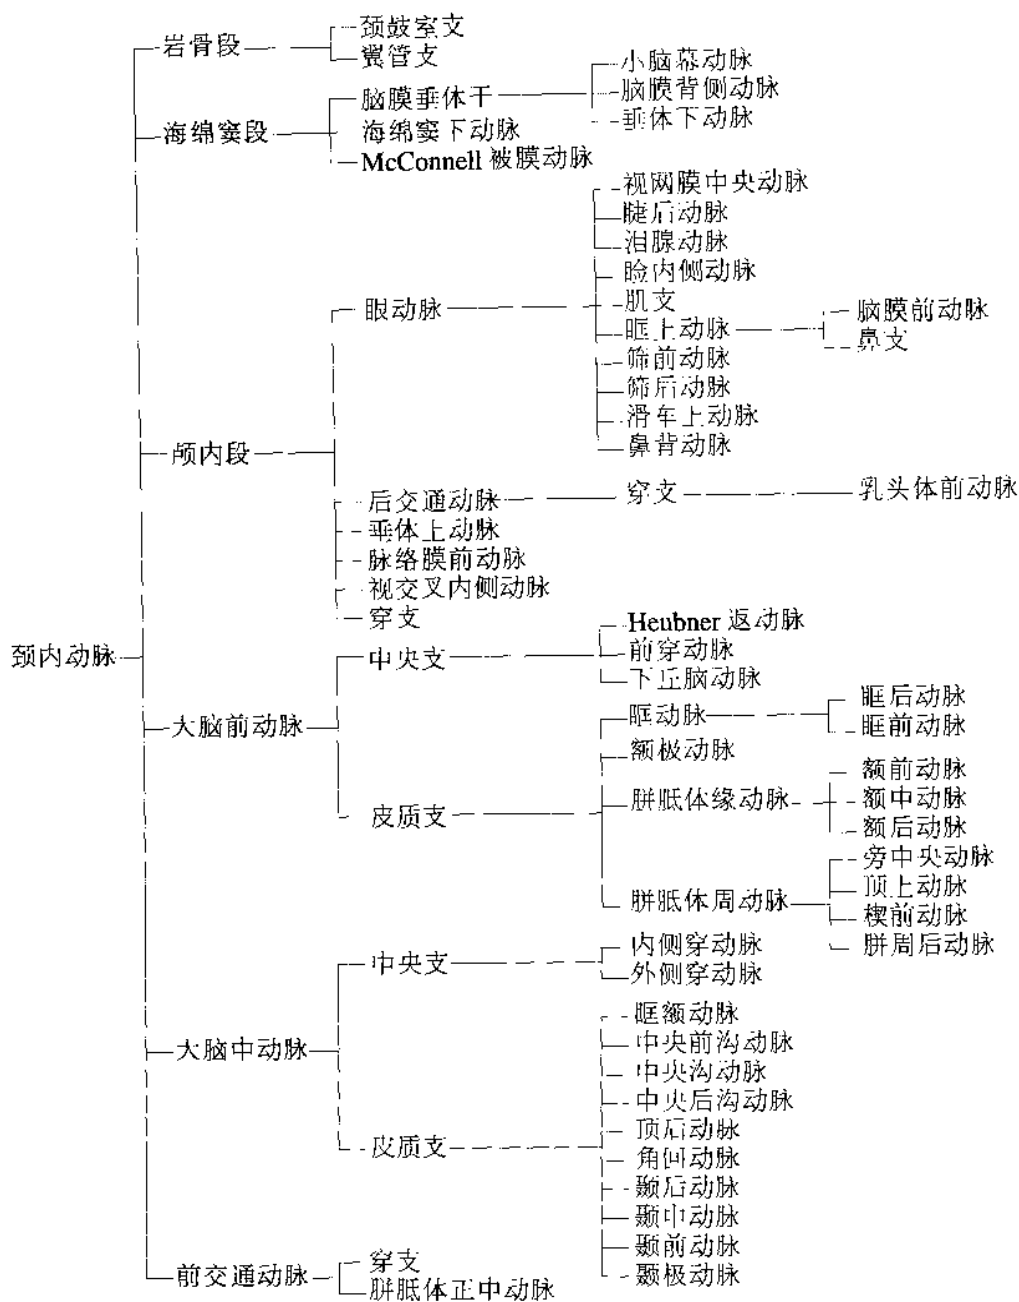 颈鼓室支
岩骨段
翼管支
小脑幕动脉
脑膜垂体干
脑膜背侧动脉
海绵窦段
海绵窦下动脉
垂体下动脉
McConnell 被膜动脉
视网膜中央动脉
睫后动脉
泪腺动脉
睑内侧动脉
眼动脉
肌支
脑膜前动脉
眶上动脉
鼻支
筛前动脉
筛后动脉
滑车上动脉
鼻背动脉
颅内段
后交通动脉
穿支
乳头体前动脉
垂体上动脉
脉络膜前动脉
视交叉内侧动脉
穿支
Heubner 返动脉
颈内动脉
中央支
前穿动脉
下丘脑动脉
眶后动脉
大脑前动脉
眶动脉
眶前动脉
额极动脉
额前动脉
胼胝体缘动脉
额中动脉
皮质支
额后动脉
旁中央动脉
顶上动脉
胼胝体周动脉
楔前动脉
胼周后动脉
内侧穿动脉
中央支
外侧穿动脉
眶额动脉
中央前沟动脉
大脑中动脉
中央沟动脉
中央后沟动脉
顶后动脉
皮质支
角回动脉
颞后动脉
颞中动脉
颞前动脉
穿支
前交通动脉
颞极动脉
胼胝体正中动脉